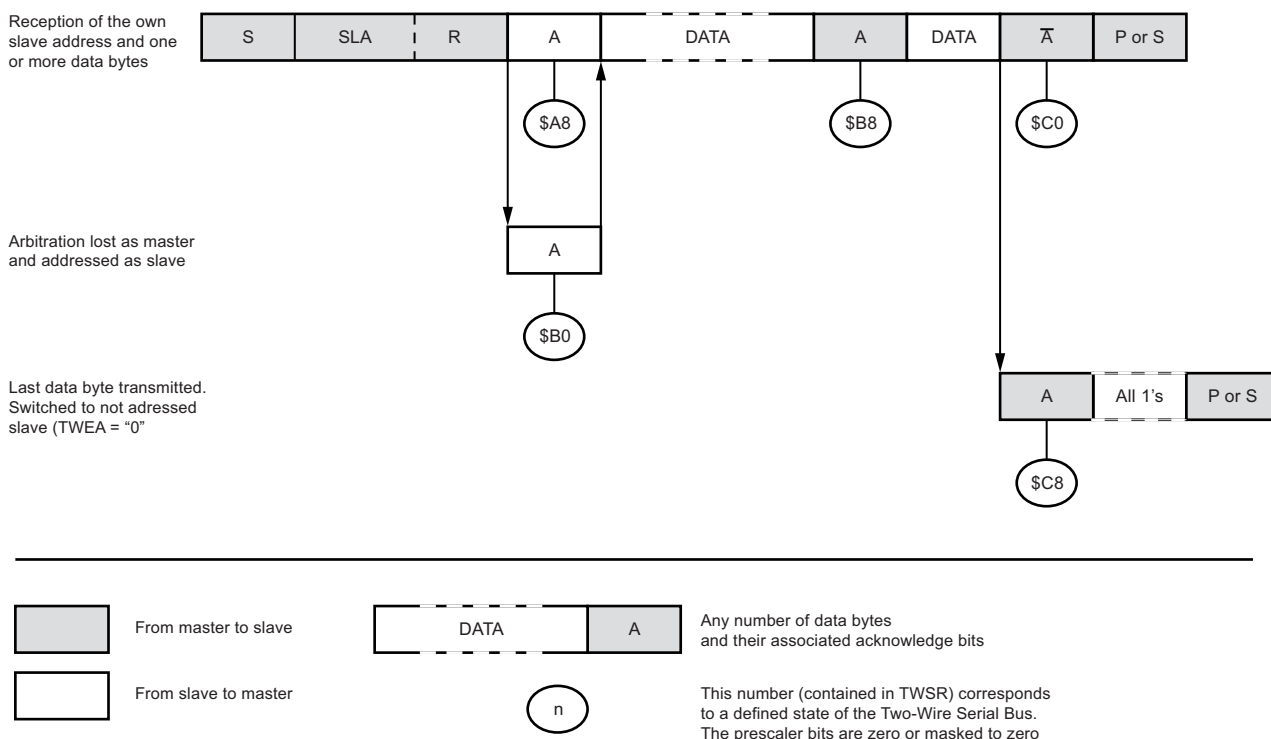 Reception of the own
slave address and one
or more data bytes
S SLA R A DATA A DATA A̅ P or S
$A8 $B8 $C0
Arbitration lost as master
and addressed as slave
A
$B0
Last data byte transmitted.
Switched to not adressed
slave (TWEA = “0”
A All 1's P or S
$C8
From master to slave
DATA A
Any number of data bytes
and their associated acknowledge bits
From slave to master
n
This number (contained in TWSR) corresponds
to a defined state of the Two-Wire Serial Bus.
The prescaler bits are zero or masked to zero